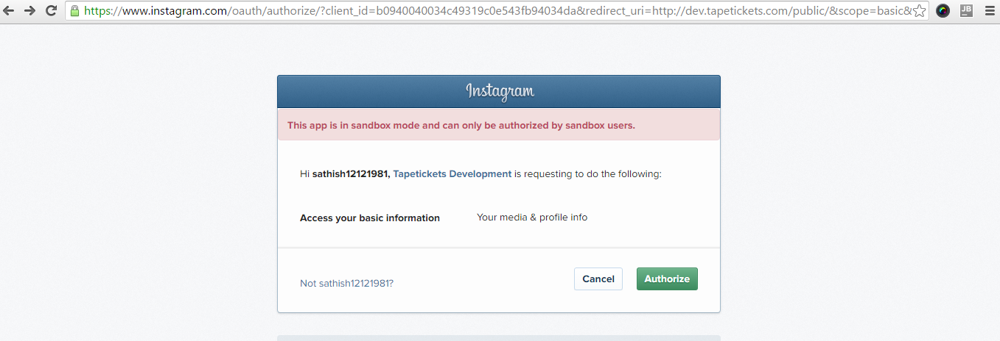 https://www.instagram.com/oauth/authorize/?client_id=b0940040034c49319c0e543fb94034da&redirect_uri=http://dev.tapetickets.com/public/&scope=basic&
JB
Instagram
This app is in sandbox mode and can only be authorized by sandbox users.
Hi sathish12121981, Tapetickets Development is requesting to do the following:
Access your basic information Your media & profile info
Not sathish12121981? Cancel Authorize